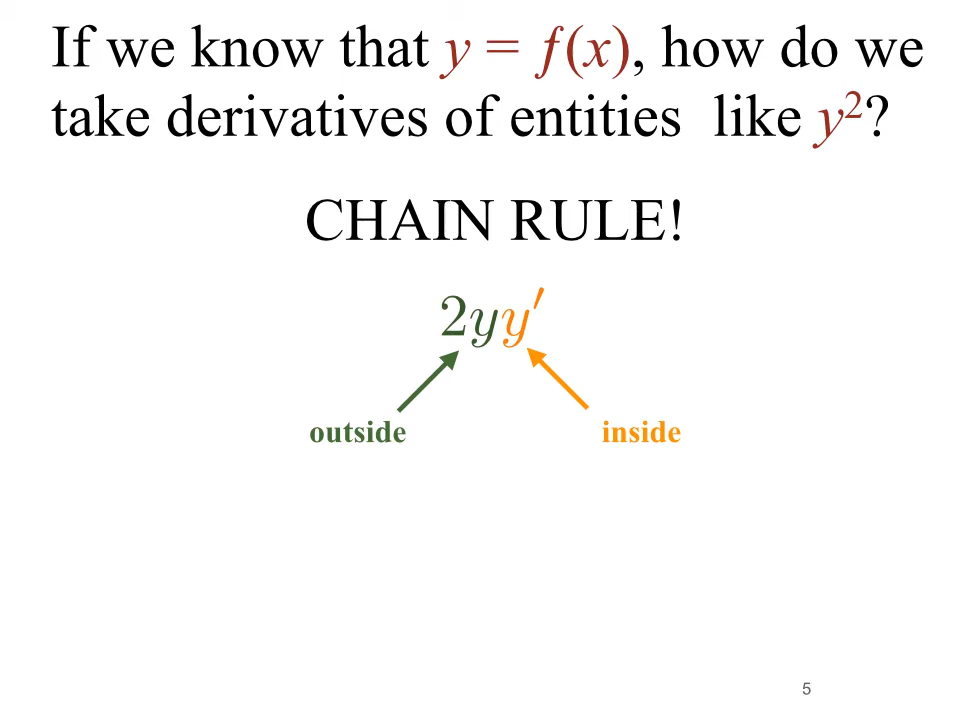 If we know that y = ƒ(x), how do we
take derivatives of entities like y²?
CHAIN RULE!
2yy′
outside inside
5